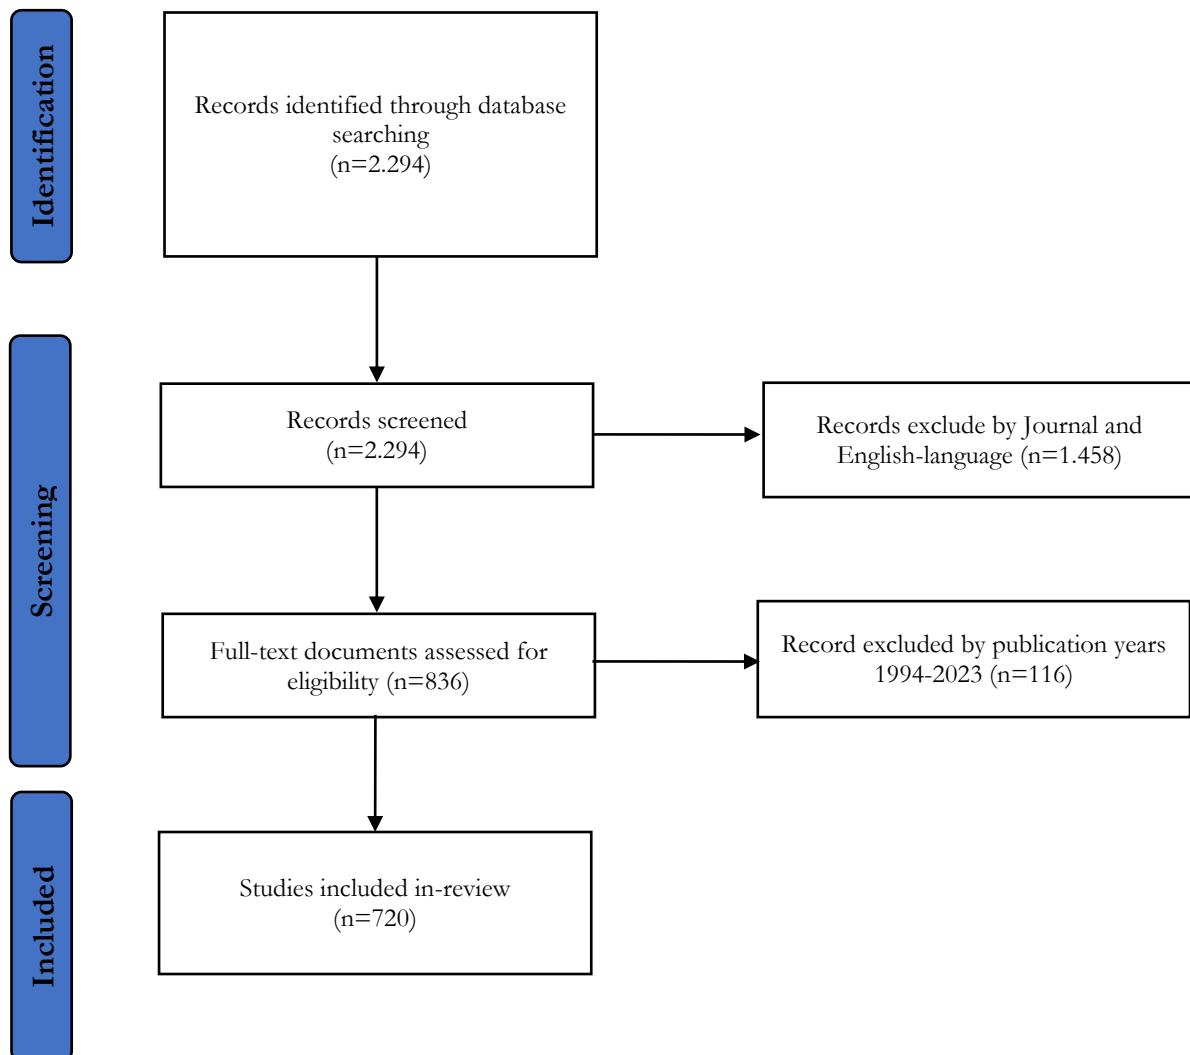 Identification
Records identified through database
searching
(n=2.294)
Screening
Records screened
(n=2.294)
Records exclude by Journal and
English-language (n=1.458)
Full-text documents assessed for
eligibility (n=836)
Record excluded by publication years
1994-2023 (n=116)
Included
Studies included in-review
(n=720)